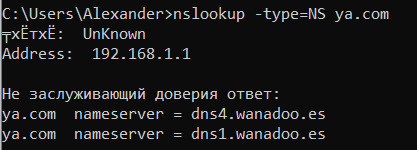 C:\Users\Alexander>nslookup -type=NS ya.com
╤хЁтхЁ:  UnKnown
Address:  192.168.1.1
Не заслуживающий доверия ответ:
ya.com  nameserver = dns4.wanadoo.es
ya.com  nameserver = dns1.wanadoo.es